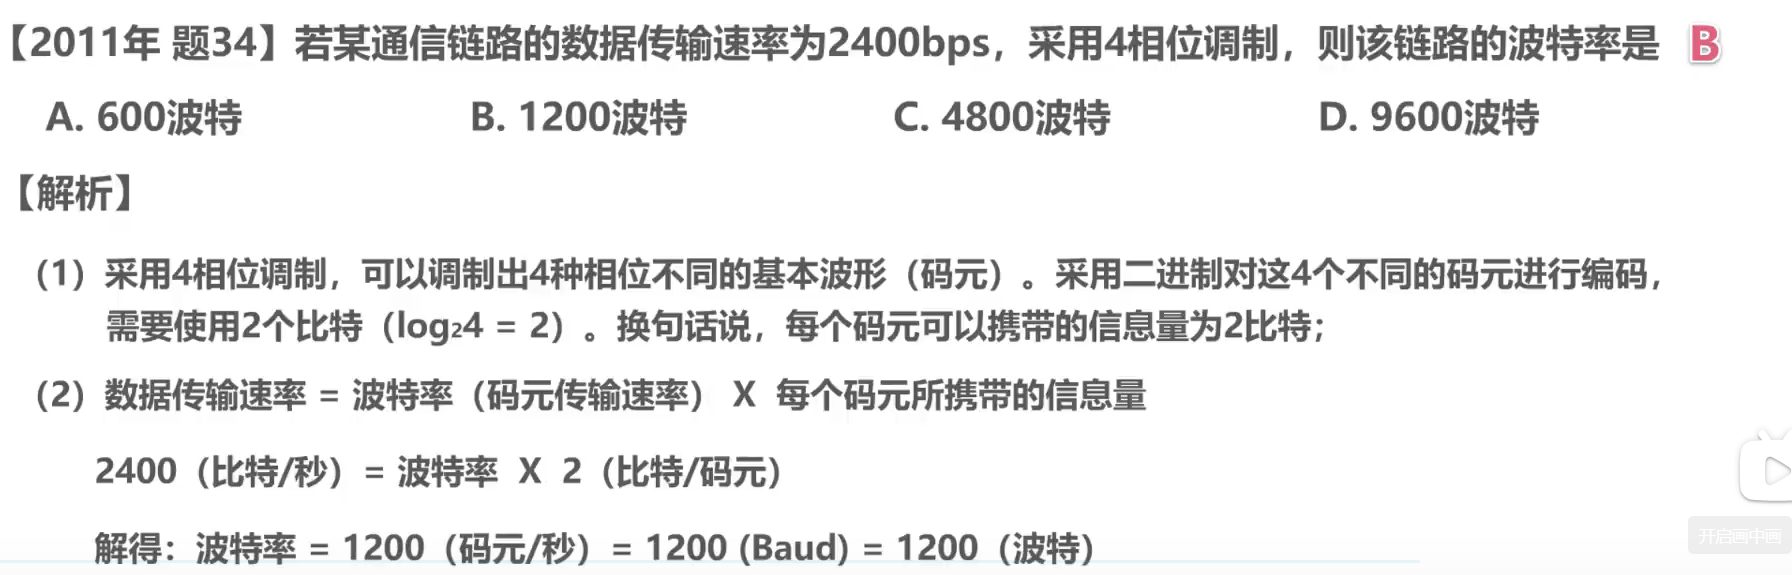 【2011年 题34】若某通信链路的数据传输速率为2400bps，采用4相位调制，则该链路的波特率是 B
A. 600波特 B. 1200波特 C. 4800波特 D. 9600波特
【解析】
（1）采用4相位调制，可以调制出4种相位不同的基本波形（码元）。采用二进制对这4个不同的码元进行编码，
需要使用2个比特（log₂4 = 2）。换句话说，每个码元可以携带的信息量为2比特；
（2）数据传输速率 = 波特率（码元传输速率） X 每个码元所携带的信息量
2400（比特/秒）= 波特率 X 2（比特/码元）
解得：波特率 = 1200（码元/秒）= 1200 (Baud) = 1200（波特）
开启画中画